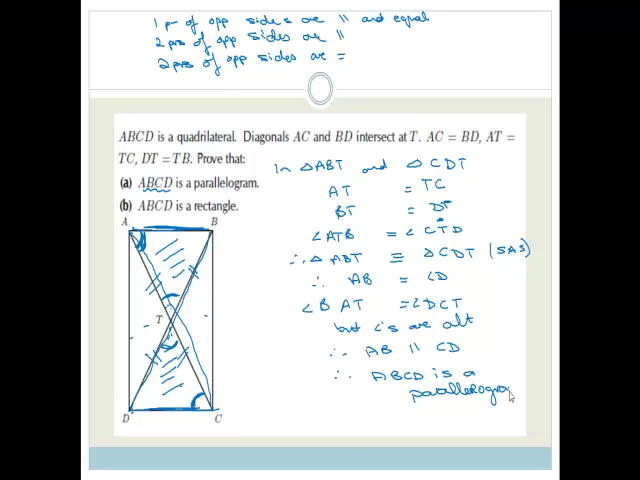 1 pr of opp sides are || and equal
2 prs of opp sides are ||
2 prs of opp sides are =
ABCD is a quadrilateral. Diagonals AC and BD intersect at T. AC = BD, AT =
TC, DT = TB. Prove that:
(a) ABCD is a parallelogram.
(b) ABCD is a rectangle.
A B
T
D C
In △ABT and △CDT
AT = TC
BT = DT
∠ATB = ∠CTD
∴ △ABT ≡ △CDT (SAS)
∴ AB = CD
∠BAT = ∠DCT
but ∠'s are alt
∴ AB || CD
∴ ABCD is a
parallelogram